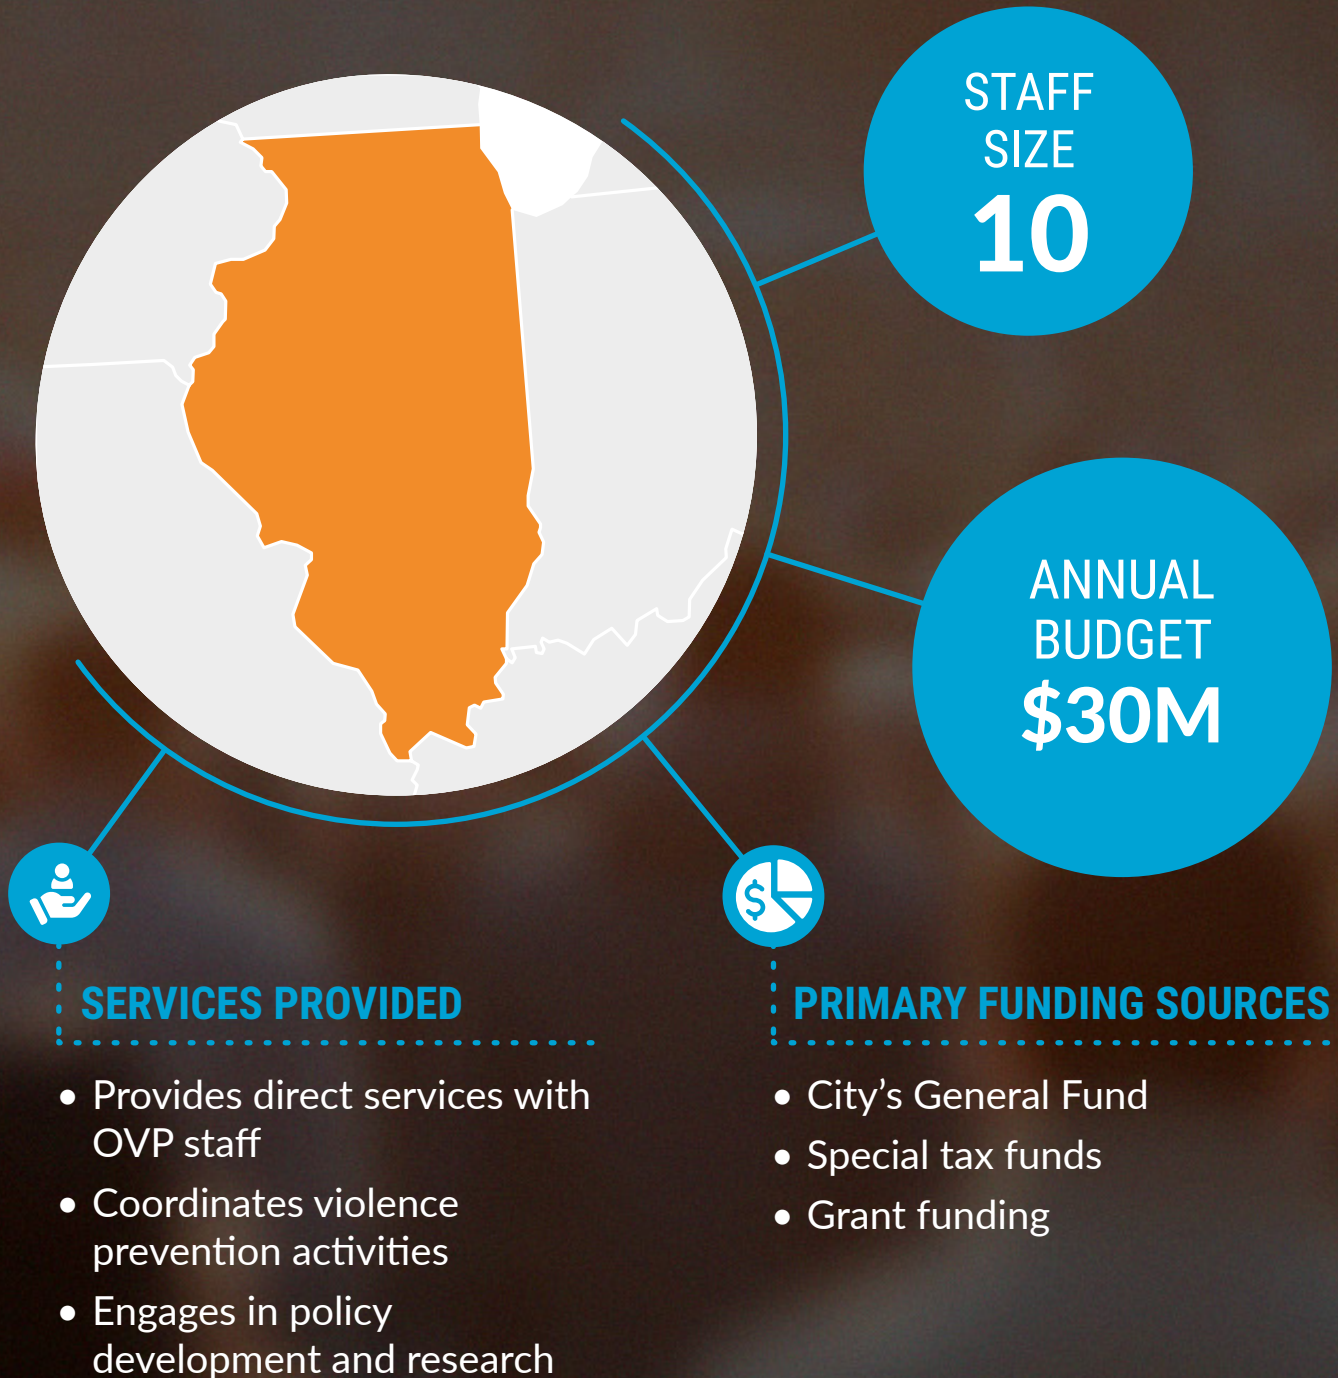 STAFF
SIZE
10
ANNUAL
BUDGET
$30M
$
SERVICES PROVIDED
• Provides direct services with
OVP staff
• Coordinates violence
prevention activities
• Engages in policy
development and research
PRIMARY FUNDING SOURCES
• City’s General Fund
• Special tax funds
• Grant funding